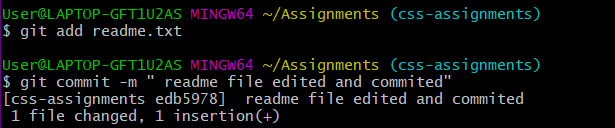 User@LAPTOP-GFT1U2AS MINGW64 ~/Assignments (css-assignments)
$ git add readme.txt
User@LAPTOP-GFT1U2AS MINGW64 ~/Assignments (css-assignments)
$ git commit -m " readme file edited and commited"
[css-assignments edb5978]  readme file edited and commited
 1 file changed, 1 insertion(+)